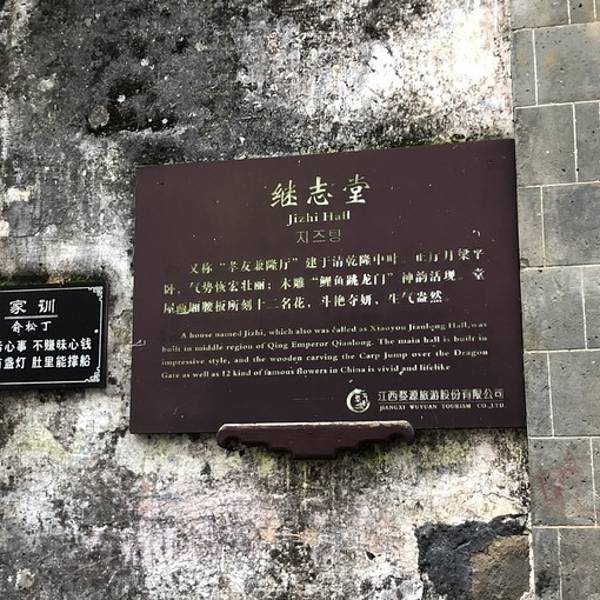 继志堂
Jizhi Hall
지즈탕
又称“孝友兼隆厅”建于清乾隆中叶。正厅月梁平
卧，气势恢宏壮丽；木雕“鲤鱼跳龙门”神韵活现。堂
屋两厢腰板所刻十二名花，斗艳夺妍，生气盎然。
A house named Jizhi, which also was called as Xiaoyou Jianlong Hall, was
built in middle region of Qing Emperor Qianlong. The main hall is built in
impressive style, and the wooden carving the Carp Jump over the Dragon
Gate as well as 12 kind of famous flowers in China is vivid and lifelike
江西婺源旅游股份有限公司
JIANGXI WUYUAN TOURISM CO.,LTD
家训
俞松丁
心事 不赚昧心钱
盏灯 肚里能撑船